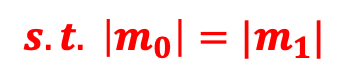 s.t. |m₀| = |m₁|